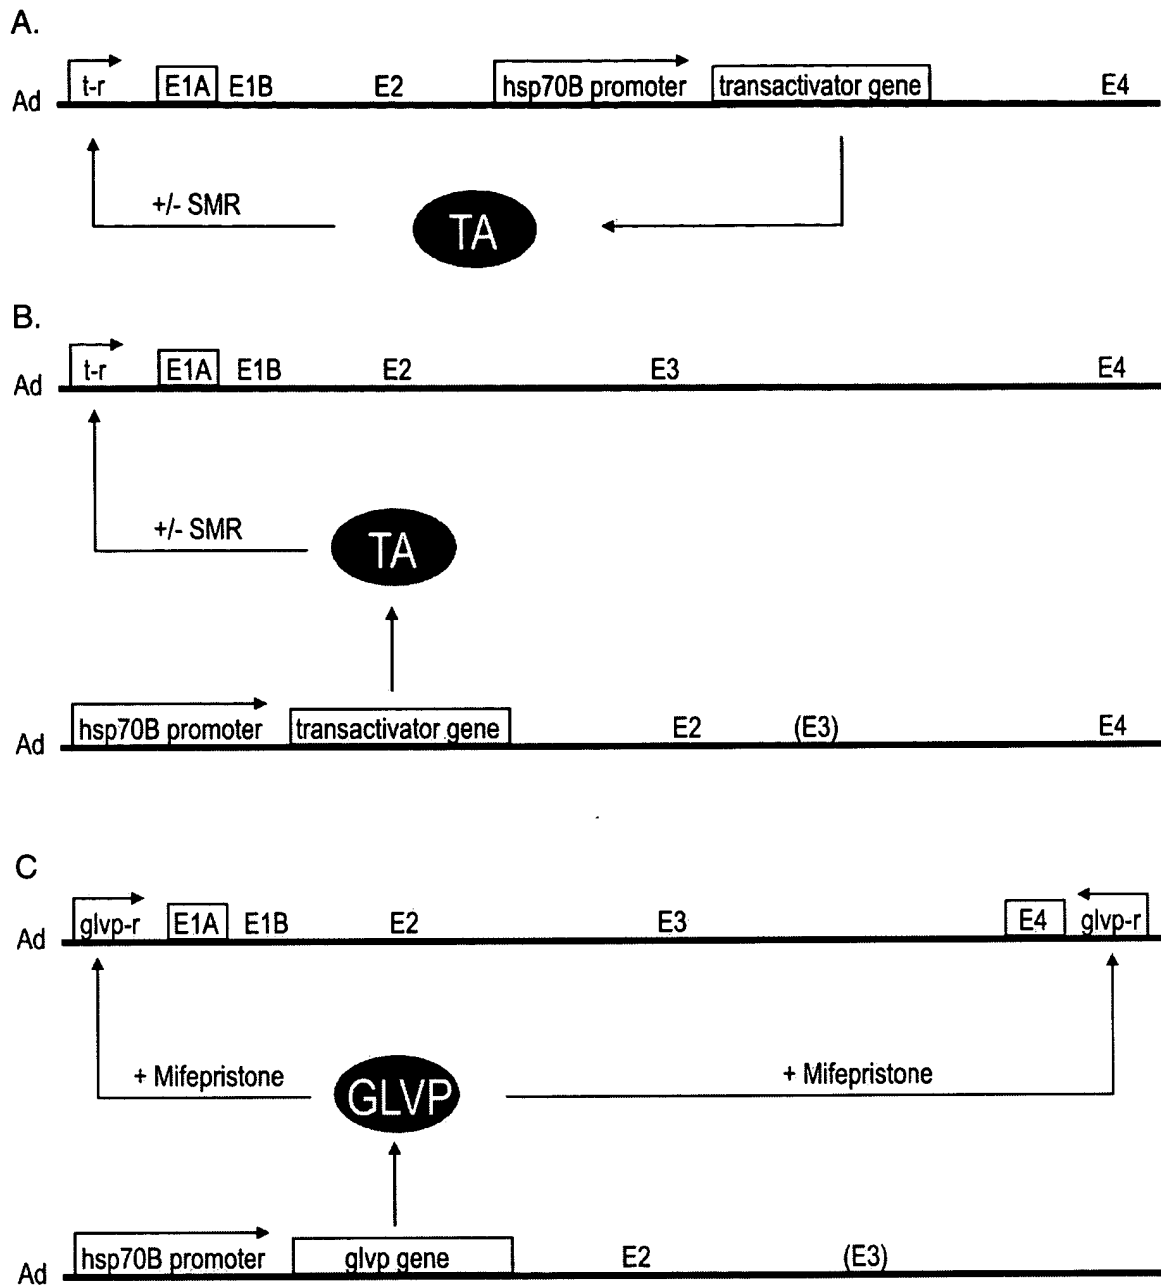 A.
t-r E1A E1B E2 hsp70B promoter transactivator gene E4
Ad
+/- SMR
TA
B.
t-r E1A E1B E2 E3 E4
Ad
+/- SMR
TA
hsp70B promoter transactivator gene E2 (E3) E4
Ad
C
glvp-r E1A E1B E2 E3 E4 glvp-r
Ad
+ Mifepristone GLVP + Mifepristone
hsp70B promoter glvp gene E2 (E3)
Ad